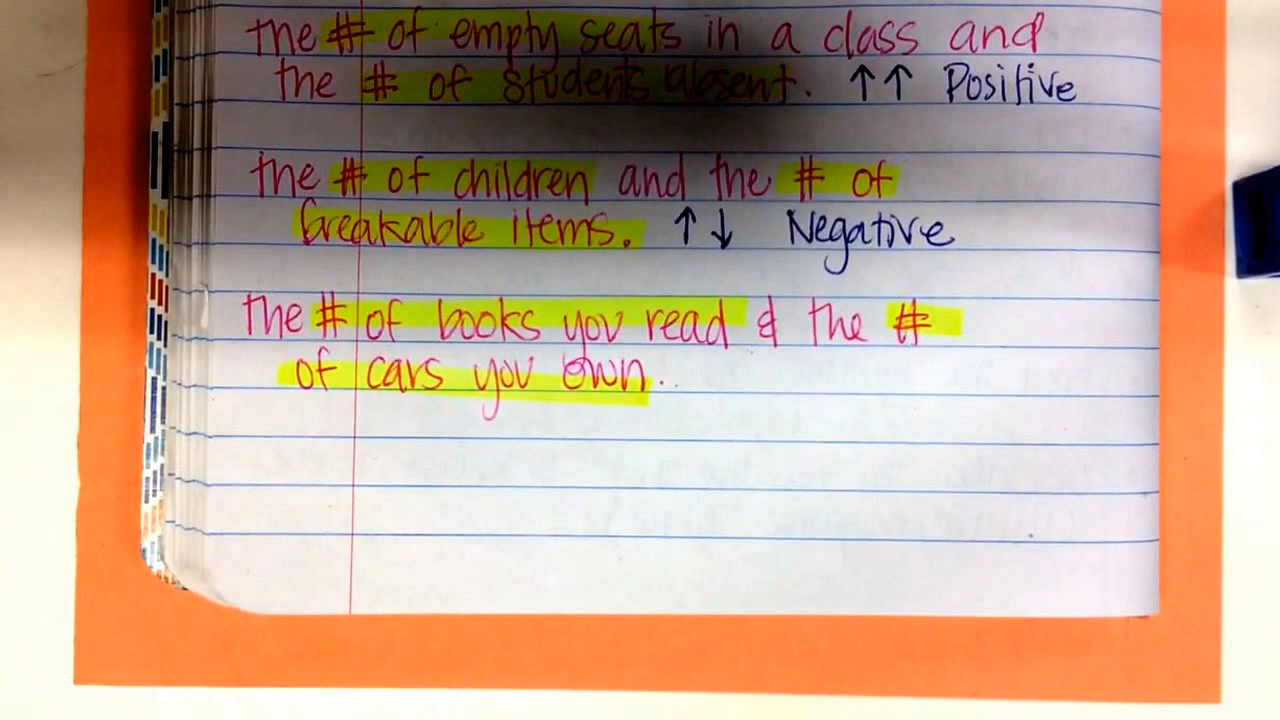 the # of empty seats in a class and
the # of students absent. ↑↑ Positive
the # of children and the # of
breakable items. ↑↓ Negative
the # of books you read & the #
of cars you own.